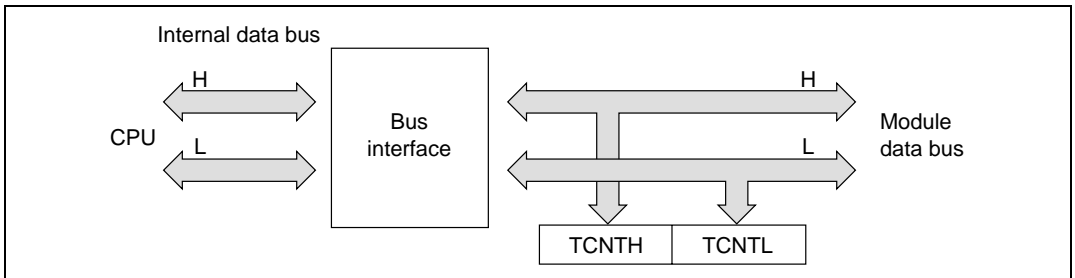 Internal data bus
H
H
CPU
L
Bus
interface
L
Module
data bus
TCNTH
TCNTL